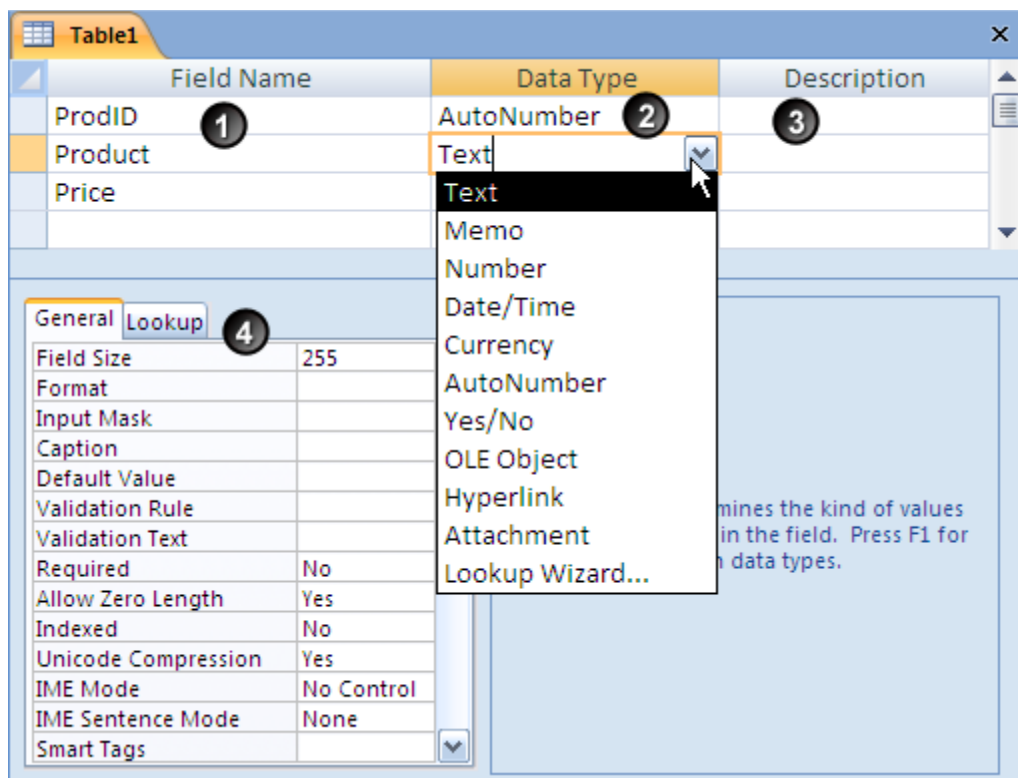 Table1
Field Name Data Type Description
ProdID 1 AutoNumber 2 3
Product Text
Price
Text
Memo
Number
Date/Time
Currency
AutoNumber
Yes/No
OLE Object
Hyperlink
Attachment
Lookup Wizard...
General Lookup 4
Field Size 255
Format
Input Mask
Caption
Default Value
Validation Rule
Validation Text
Required No
Allow Zero Length Yes
Indexed No
Unicode Compression Yes
IME Mode No Control
IME Sentence Mode None
Smart Tags
the kind of values
in the field. Press F1 for
data types.